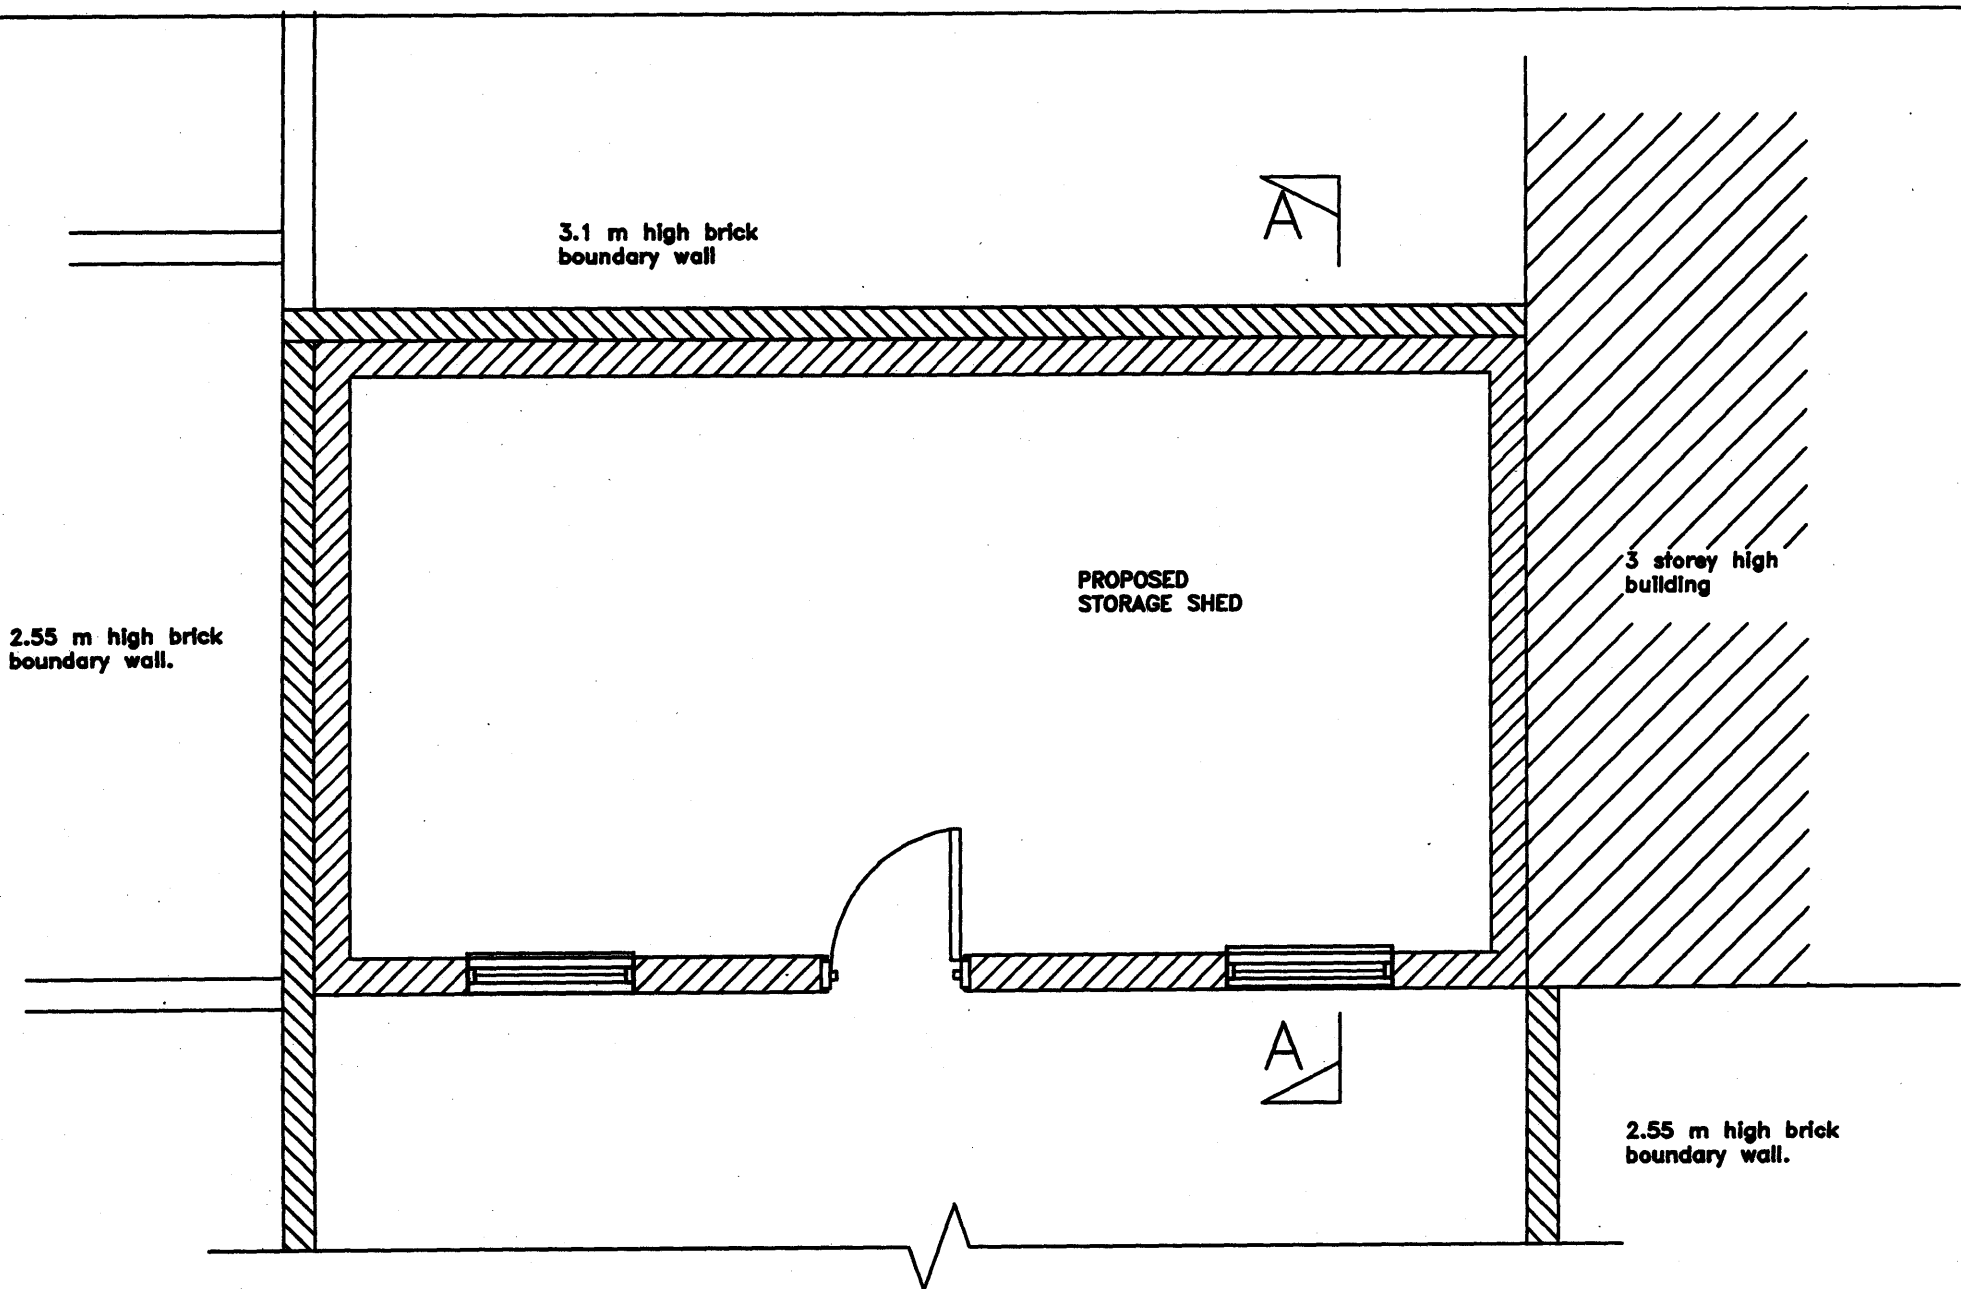 A
3.1 m high brick
boundary wall
PROPOSED
STORAGE SHED
3 storey high
building
2.55 m high brick
boundary wall.
A
2.55 m high brick
boundary wall.